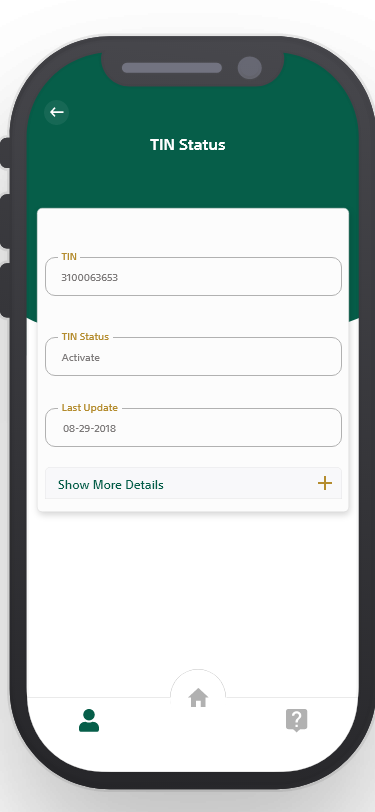 TIN Status
TIN
3100063653
TIN Status
Activate
Last Update
08-29-2018
Show More Details